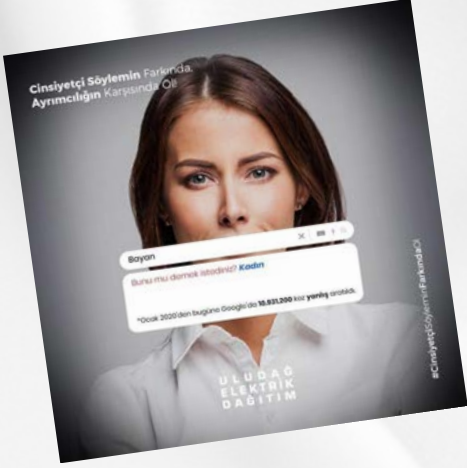 Cinsiyetçi Söylemin Farkında,
Ayrımcılığın Karşısında Ol!
Bayan
Bunu mu demek istediniz? Kadın
*Ocak 2020'den bugüne Google'da 10.931.200 kez yanlış aratıldı.
ULUDAĞ
ELEKTRİK
DAĞITIM
#CinsiyetçiSöyleminFarkındaOl